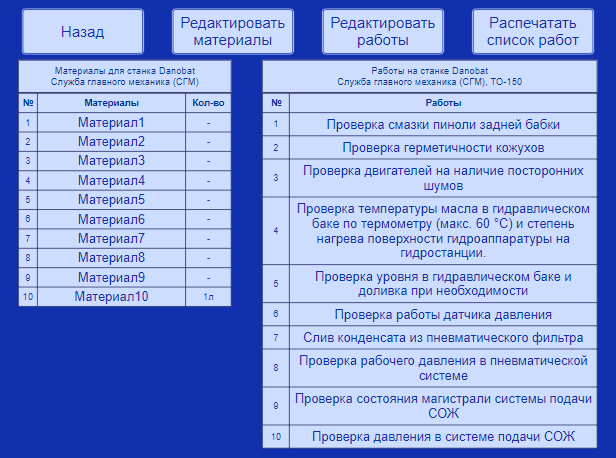 Назад
Редактировать
материалы
Редактировать
работы
Распечатать
список работ
Материалы для станка Danobat
Служба главного механика (СГМ)
№ Материалы Кол-во
1 Материал1 -
2 Материал2 -
3 Материал3 -
4 Материал4 -
5 Материал5 -
6 Материал6 -
7 Материал7 -
8 Материал8 -
9 Материал9 -
10 Материал10 1л
Работы на станке Danobat
Служба главного механика (СГМ), ТО-150
№ Работы
1 Проверка смазки пиноли задней бабки
2 Проверка герметичности кожухов
3 Проверка двигателей на наличие посторонних
шумов
4 Проверка температуры масла в гидравлическом
баке по термометру (макс. 60 °C) и степень
нагрева поверхности гидроаппаратуры на
гидростанции.
5 Проверка уровня в гидравлическом баке и
доливка при необходимости
6 Проверка работы датчика давления
7 Слив конденсата из пневматического фильтра
8 Проверка рабочего давления в пневматической
системе
9 Проверка состояния магистрали системы подачи
СОЖ
10 Проверка давления в системе подачи СОЖ